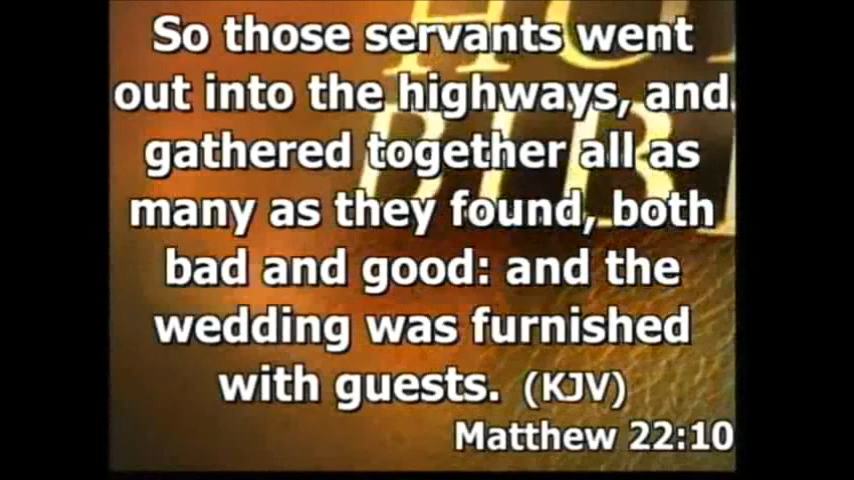 So those servants went
out into the highways, and
gathered together all as
many as they found, both
bad and good: and the
wedding was furnished
with guests. (KJV)
Matthew 22:10